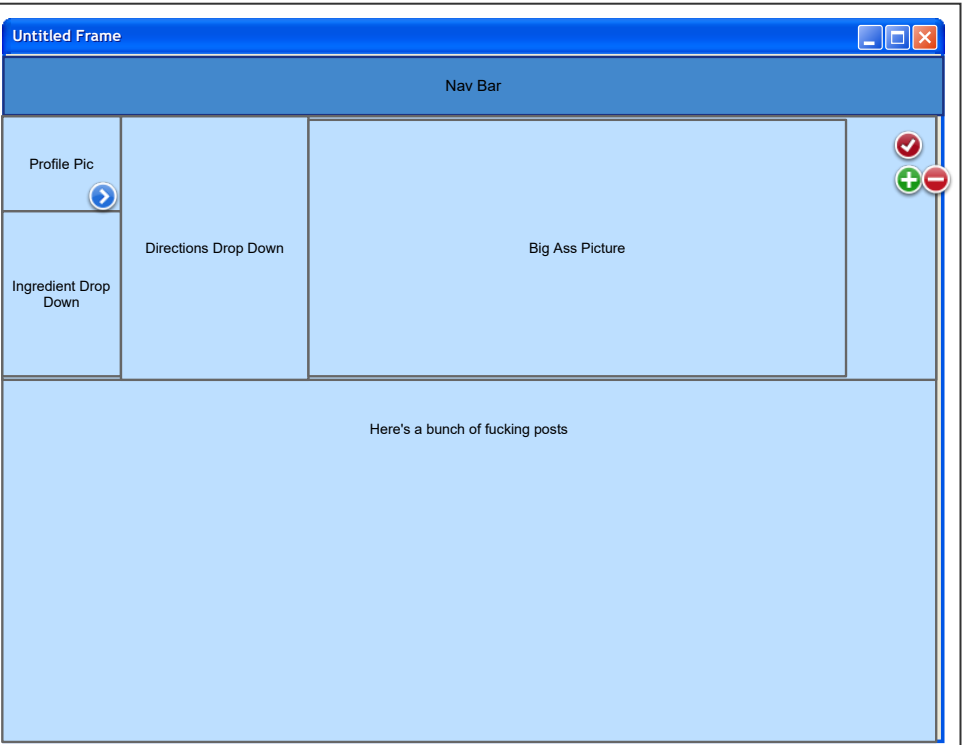 Untitled Frame
Nav Bar
Profile Pic
Directions Drop Down
Big Ass Picture
Ingredient Drop
Down
Here's a bunch of fucking posts